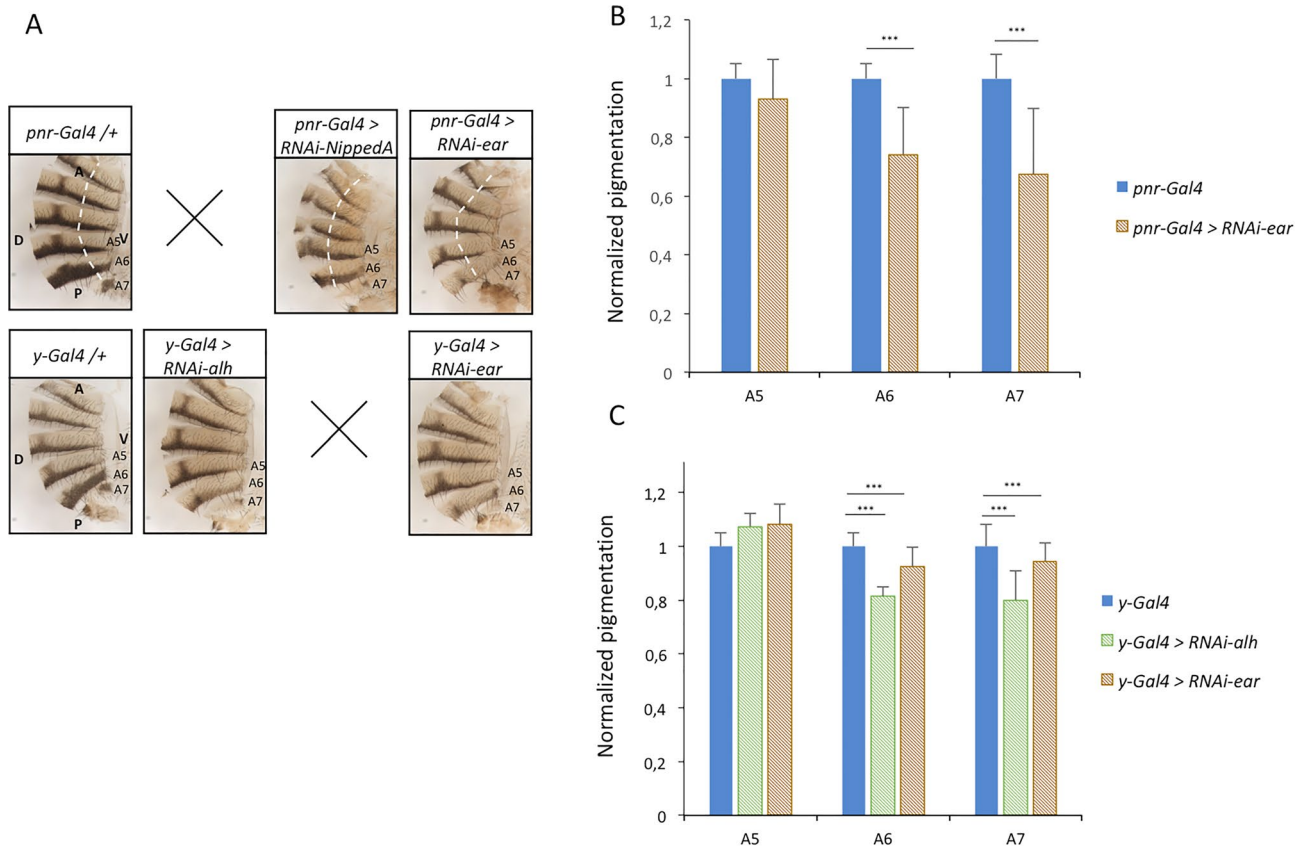 A
pnr-Gal4 /+
A
D
V
A5
A6
A7
P
pnr-Gal4 >
RNAi-NippedA
A5
A6
A7
pnr-Gal4 >
RNAi-ear
A5
A6
A7
y-Gal4 /+
A
D
V
A5
A6
A7
P
y-Gal4 >
RNAi-alh
A5
A6
A7
y-Gal4 >
RNAi-ear
A5
A6
A7
B
Normalized pigmentation
1,2
1
0,8
0,6
0,4
0,2
0
***
***
A5
A6
A7
pnr-Gal4
pnr-Gal4 > RNAi-ear
C
Normalized pigmentation
1,2
1
0,8
0,6
0,4
0,2
0
***
***
***
***
A5
A6
A7
y-Gal4
y-Gal4 > RNAi-alh
y-Gal4 > RNAi-ear